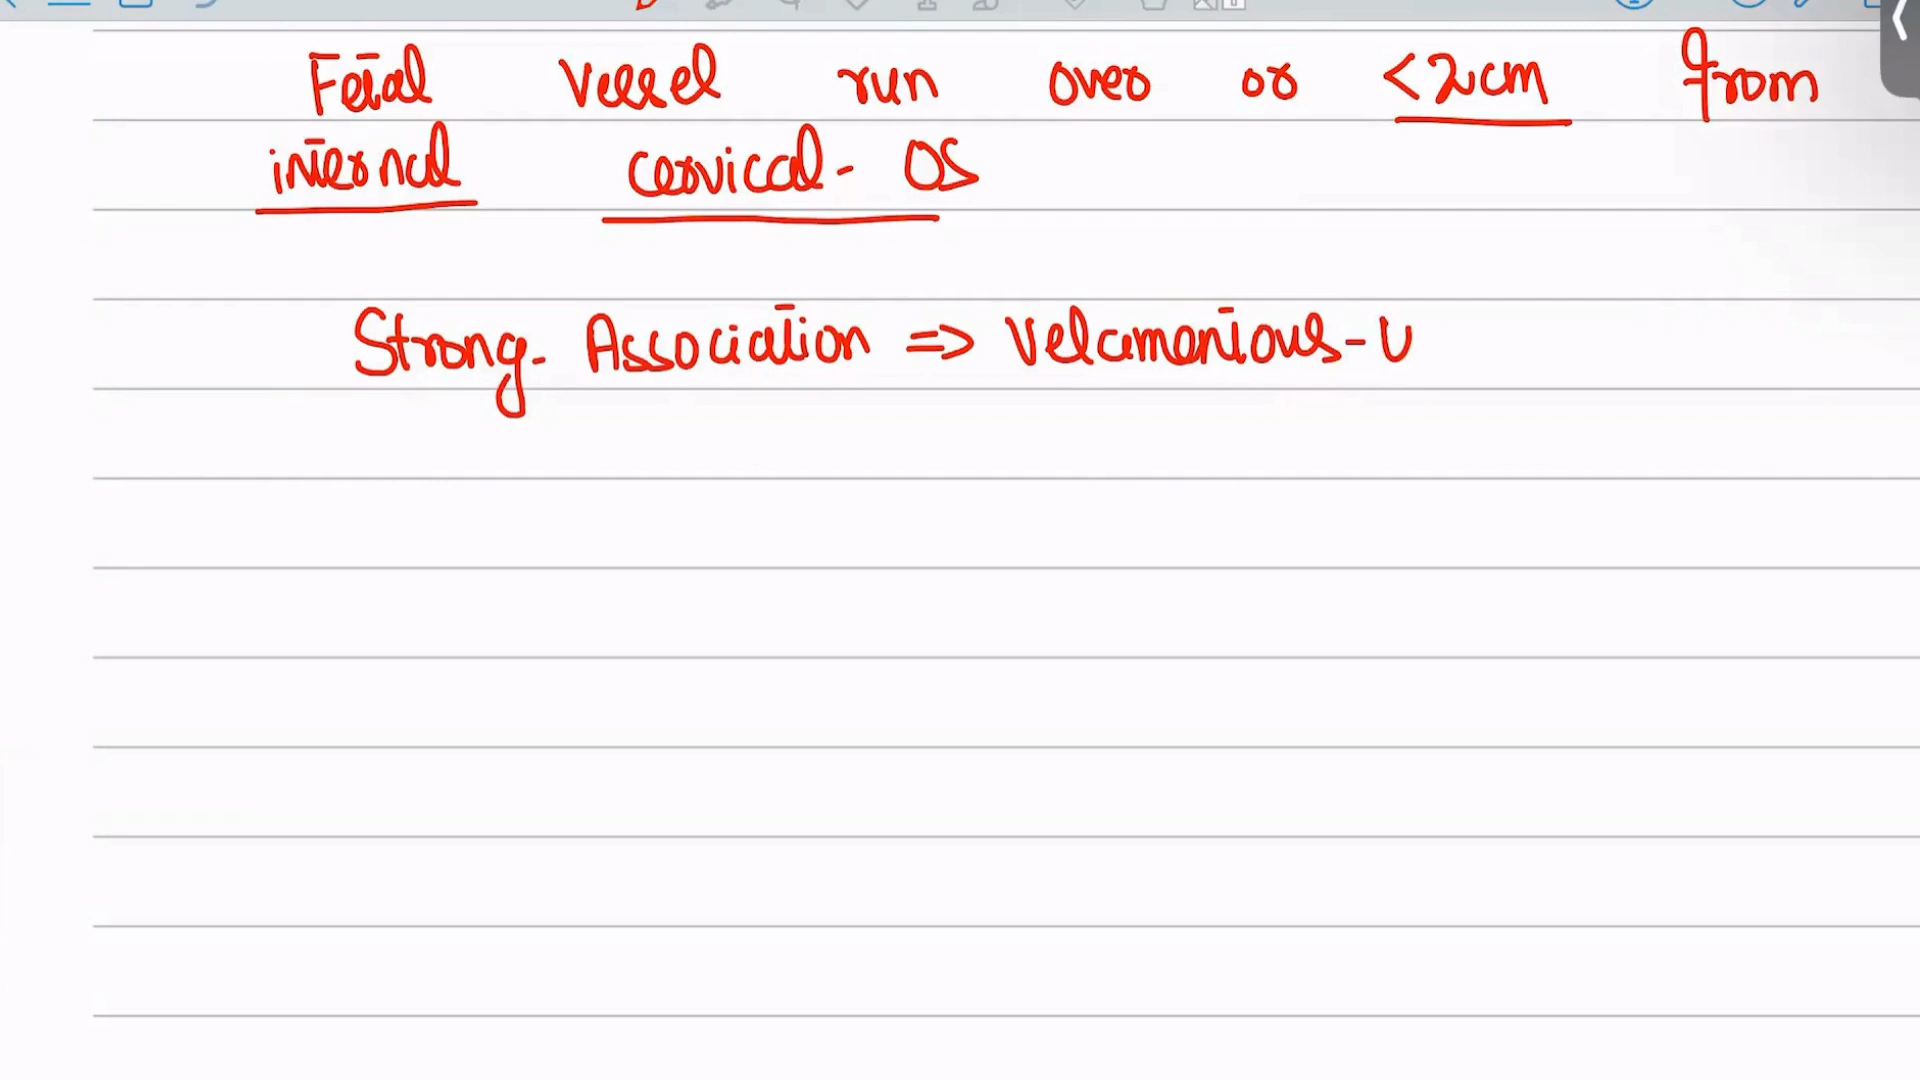 Fetal Vessel run over or <2cm from
internal cervical- OS
Strong- Association => Velamentous-U